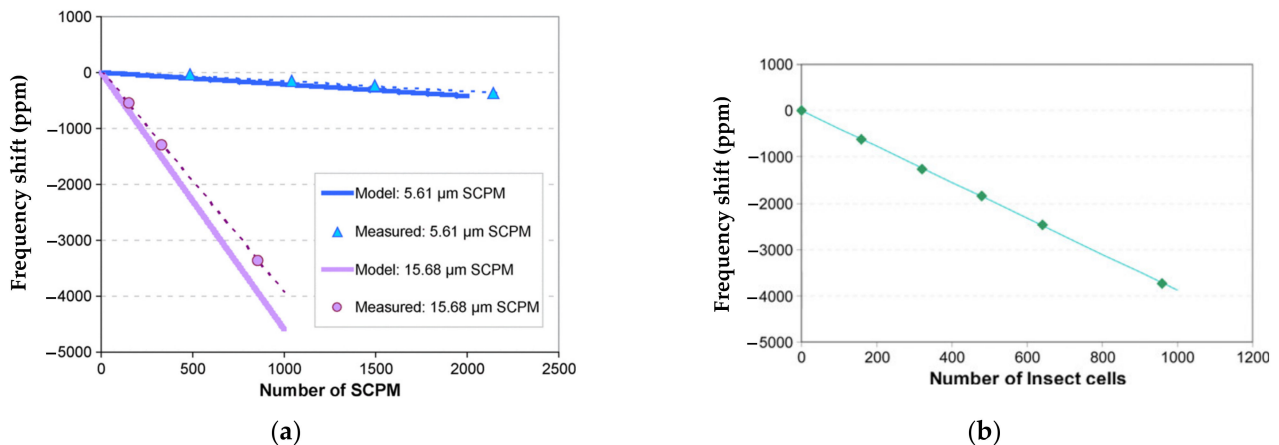 1000
0
–1000
–2000
–3000
–4000
–5000
Frequency shift (ppm)
Model: 5.61 µm SCPM
Measured: 5.61 µm SCPM
Model: 15.68 µm SCPM
Measured: 15.68 µm SCPM
0 500 1000 1500 2000 2500
Number of SCPM
(a)
1000
0
–1000
–2000
–3000
–4000
–5000
Frequency shift (ppm)
0 200 400 600 800 1000 1200
Number of Insect cells
(b)